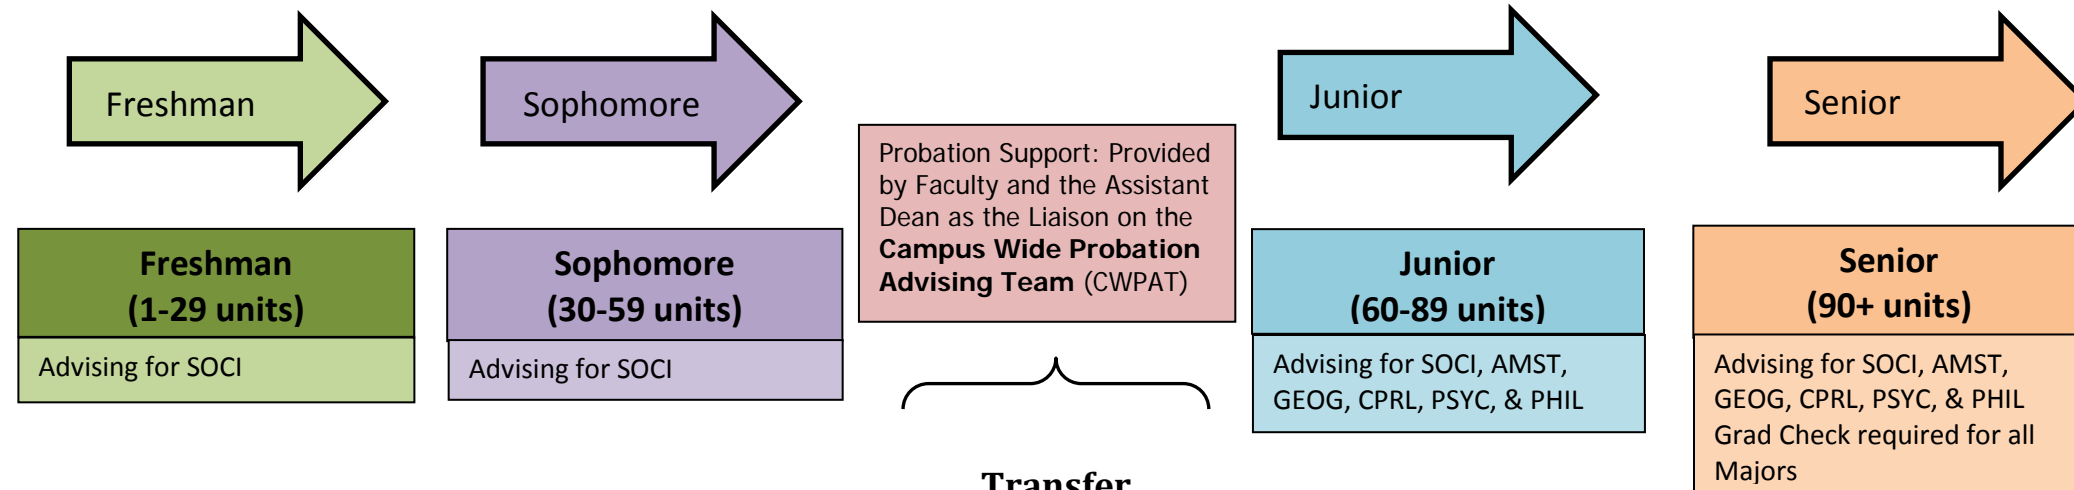 Freshman
Sophomore
Junior
Senior
Probation Support: Provided
by Faculty and the Assistant
Dean as the Liaison on the
Campus Wide Probation
Advising Team (CWPAT)
Freshman
(1-29 units)
Advising for SOCI
Sophomore
(30-59 units)
Advising for SOCI
Junior
(60-89 units)
Advising for SOCI, AMST,
GEOG, CPRL, PSYC, & PHIL
Senior
(90+ units)
Advising for SOCI, AMST,
GEOG, CPRL, PSYC, & PHIL
Grad Check required for all
Majors
Transfer